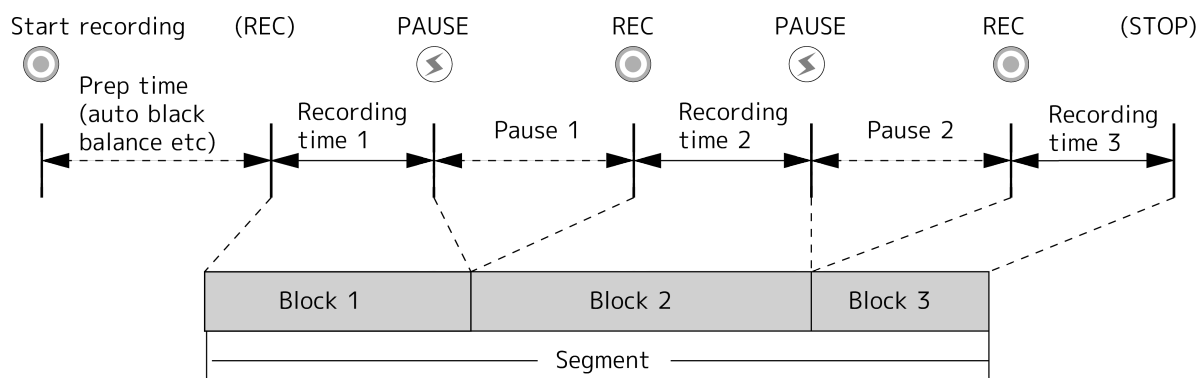 Start recording (REC) PAUSE REC PAUSE REC (STOP)
Prep time
(auto black
balance etc)
Recording
time 1
Pause 1
Recording
time 2
Pause 2
Recording
time 3
Block 1 Block 2 Block 3
Segment